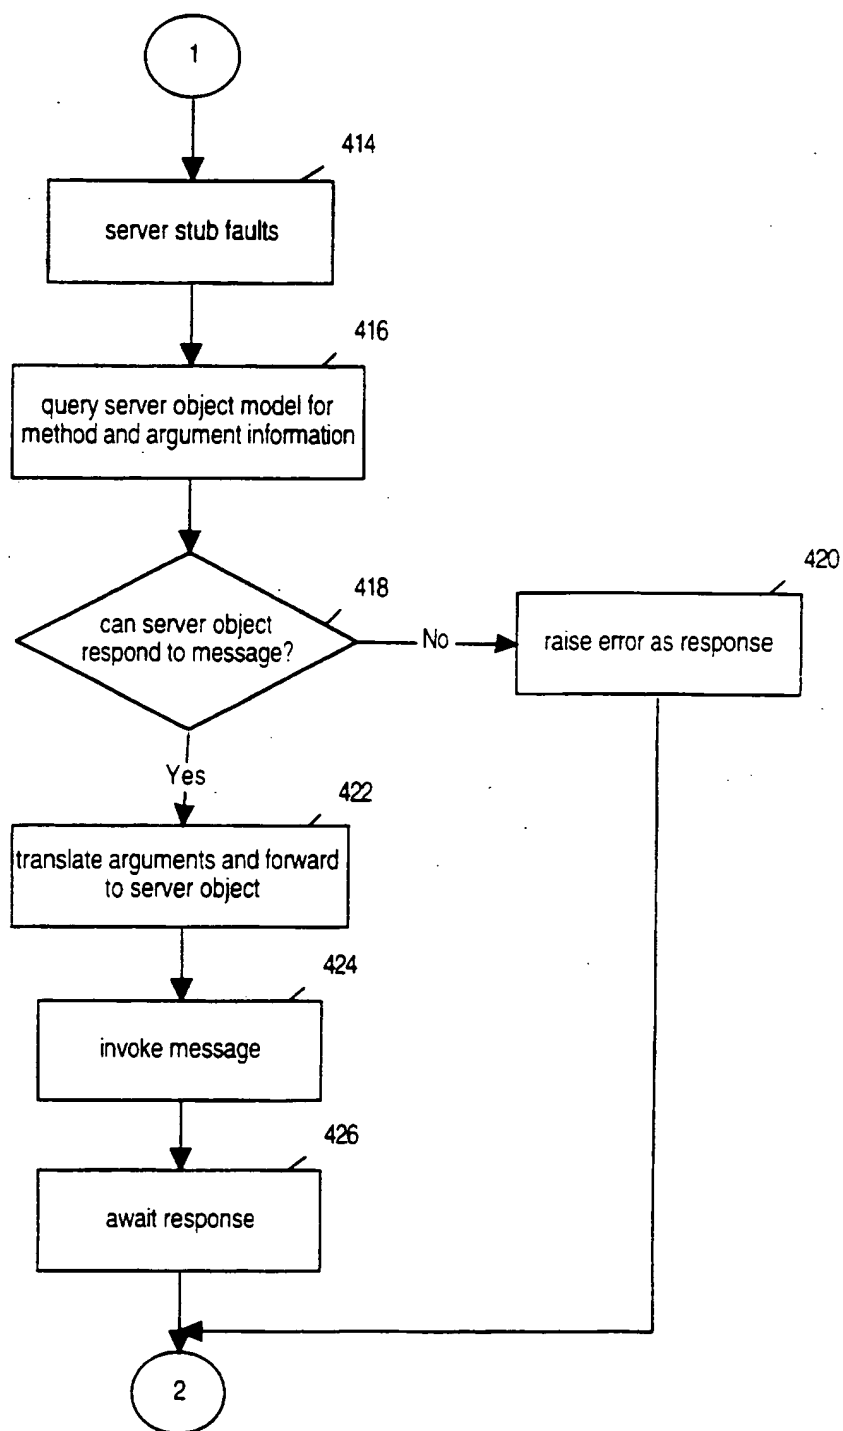 1
414
server stub faults
416
query server object model for
method and argument information
418
can server object
respond to message?
No
420
raise error as response
Yes
422
translate arguments and forward
to server object
424
invoke message
426
await response
2